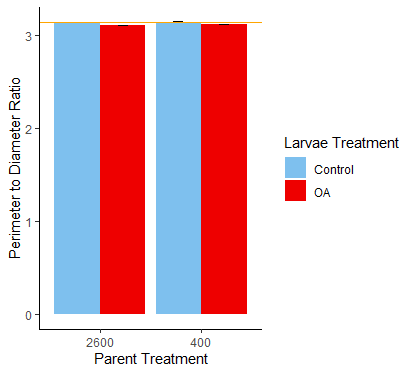 Perimeter to Diameter Ratio
3
2
1
0
2600 400
Parent Treatment
Larvae Treatment
Control
OA